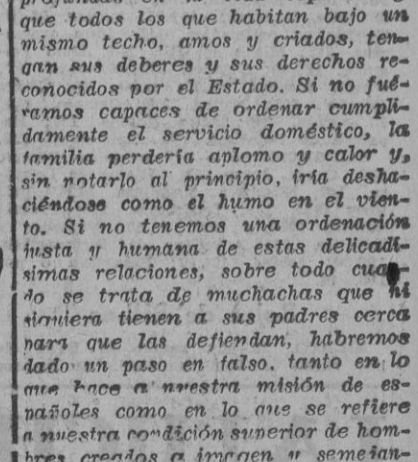 que todos los que habitan bajo un
mismo techo, amos y criados, ten-
gan sus deberes y sus derechos re-
conocidos por el Estado. Si no fué-
ramos capaces de ordenar cumpli-
damente el servicio doméstico, la
familia perdería aplomo y calor y,
sin notarlo al principio, iría desha-
ciéndose como el humo en el vien-
to. Si no tenemos una ordenación
justa y humana de estas delicadí-
simas relaciones, sobre todo cuan-
do se trata de muchachas que ni
siquiera tienen a sus padres cerca
para que las defiendan, habremos
dado un paso en falso, tanto en lo
que hace a nuestra misión de es-
pañoles como en lo que se refiere
a nuestra condición superior de hom-
bres creados a imagen y semejan-